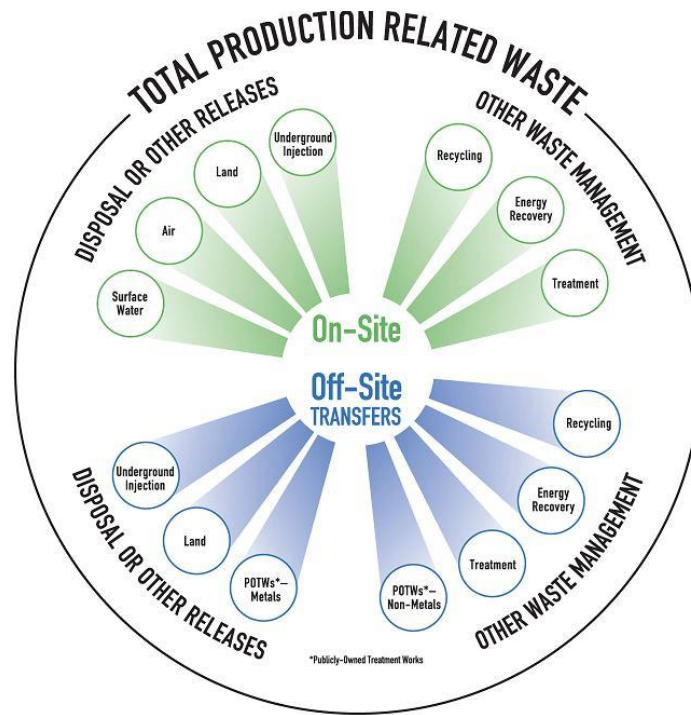 TOTAL PRODUCTION RELATED WASTE
DISPOSAL OR OTHER RELEASES
OTHER WASTE MANAGEMENT
Underground
Injection
Land
Air
Surface
Water
Recycling
Energy
Recovery
Treatment
On-Site
Off-Site
TRANSFERS
Underground
Injection
Land
POTWs*–
Metals
POTWs*–
Non-Metals
Treatment
Energy
Recovery
Recycling
DISPOSAL OR OTHER RELEASES
OTHER WASTE MANAGEMENT
*Publicly-Owned Treatment Works